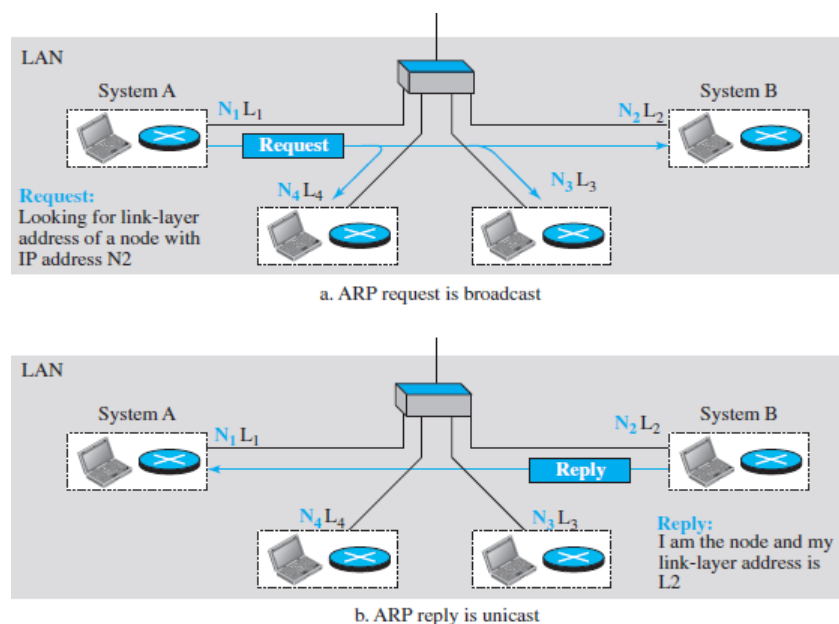 LAN
System A
System B
N1 L1
N2 L2
Request
N4 L4
N3 L3
Request:
Looking for link-layer
address of a node with
IP address N2
a. ARP request is broadcast
LAN
System A
System B
N1 L1
N2 L2
Reply
N4 L4
N3 L3
Reply:
I am the node and my
link-layer address is
L2
b. ARP reply is unicast